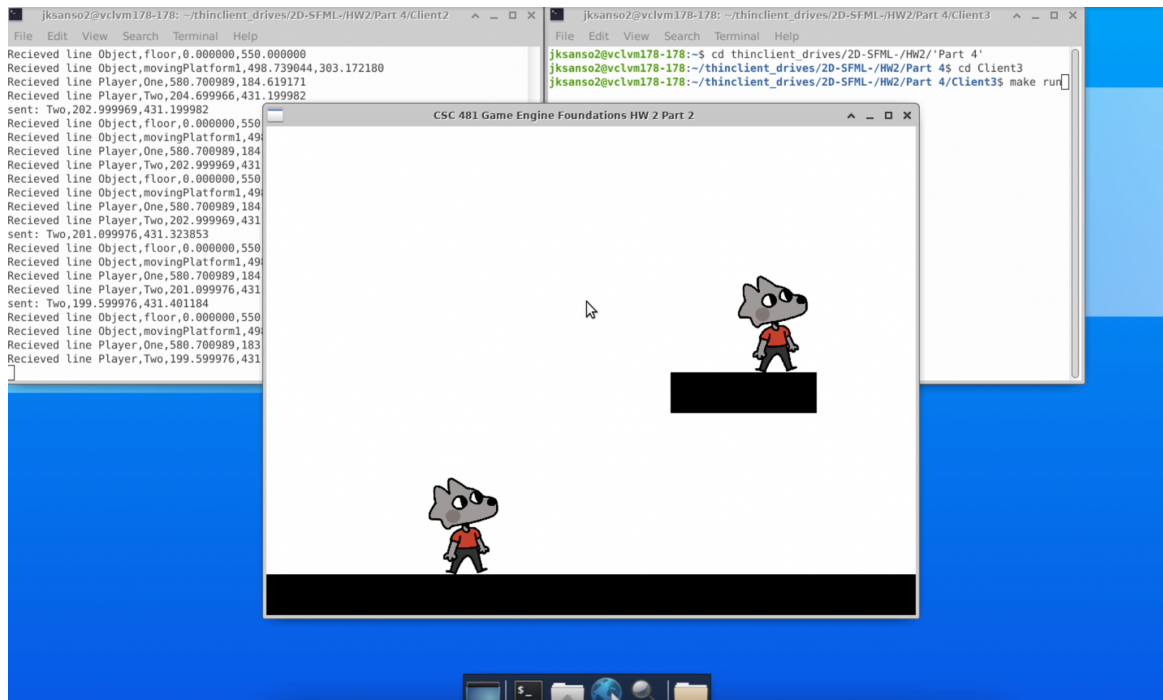 jksanso2@vclvm178-178: ~/thinclient_drives/2D-SFML-/HW2/Part 4/Client2
File Edit View Search Terminal Help
Recieved line Object,floor,0.000000,550.000000
Recieved line Object,movingPlatform1,498.739044,303.172180
Recieved line Player,One,580.700989,184.619171
Recieved line Player,Two,204.699966,431.199982
sent: Two,202.999969,431.199982
Recieved line Object,floor,0.000000,550
Recieved line Object,movingPlatform1,498
Recieved line Player,One,580.700989,184
Recieved line Player,Two,202.999969,431
Recieved line Object,floor,0.000000,550
Recieved line Object,movingPlatform1,498
Recieved line Player,One,580.700989,184
Recieved line Player,Two,202.999969,431
sent: Two,201.099976,431.323853
Recieved line Object,floor,0.000000,550
Recieved line Object,movingPlatform1,498
Recieved line Player,One,580.700989,184
Recieved line Player,Two,201.099976,431
sent: Two,199.599976,431.401184
Recieved line Object,floor,0.000000,550
Recieved line Object,movingPlatform1,498
Recieved line Player,One,580.700989,183
Recieved line Player,Two,199.599976,431
jksanso2@vclvm178-178: ~/thinclient_drives/2D-SFML-/HW2/Part 4/Client3
File Edit View Search Terminal Help
jksanso2@vclvm178-178:~$ cd thinclient_drives/2D-SFML-/HW2/'Part 4'
jksanso2@vclvm178-178:~/thinclient_drives/2D-SFML-/HW2/Part 4$ cd Client3
jksanso2@vclvm178-178:~/thinclient_drives/2D-SFML-/HW2/Part 4/Client3$ make run
CSC 481 Game Engine Foundations HW 2 Part 2
$_